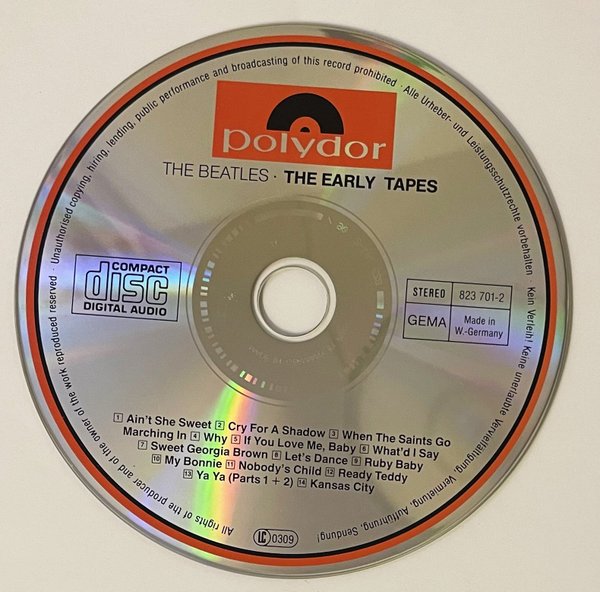 polydor
THE BEATLES · THE EARLY TAPES
COMPACT
disc
DIGITAL AUDIO
STEREO 823 701-2
GEMA Made in W.-Germany
1 Ain't She Sweet 2 Cry For A Shadow 3 When The Saints Go
Marching In 4 Why 5 If You Love Me, Baby 6 What'd I Say
7 Sweet Georgia Brown 8 Let's Dance 9 Ruby Baby
10 My Bonnie 11 Nobody's Child 12 Ready Teddy
13 Ya Ya (Parts 1 + 2) 14 Kansas City
LC 0309
All rights of the producer and of the owner of the work reproduced reserved · Unauthorised copying, hiring, lending, public performance and broadcasting of this record prohibited · Alle Urheber- und Leistungsschutzrechte vorbehalten · Kein Verleih! Keine unerlaubte Vervielfältigung, Vermietung, Aufführung, Sendung!